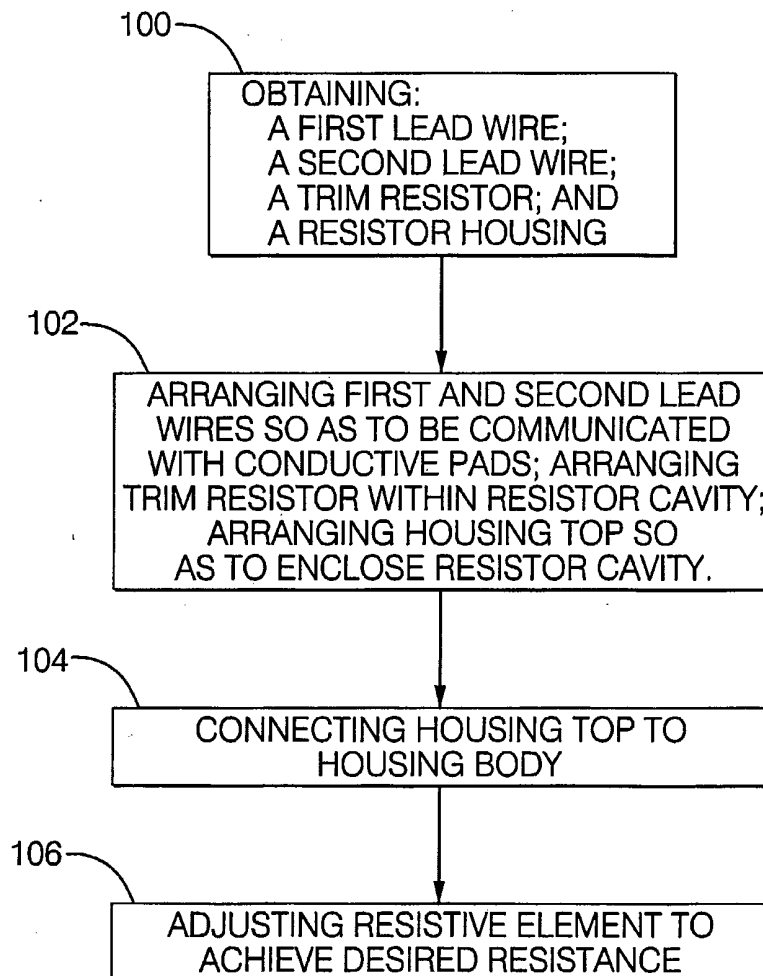 100
OBTAINING:
A FIRST LEAD WIRE;
A SECOND LEAD WIRE;
A TRIM RESISTOR; AND
A RESISTOR HOUSING
102
ARRANGING FIRST AND SECOND LEAD
WIRES SO AS TO BE COMMUNICATED
WITH CONDUCTIVE PADS; ARRANGING
TRIM RESISTOR WITHIN RESISTOR CAVITY;
ARRANGING HOUSING TOP SO
AS TO ENCLOSE RESISTOR CAVITY.
104
CONNECTING HOUSING TOP TO
HOUSING BODY
106
ADJUSTING RESISTIVE ELEMENT TO
ACHIEVE DESIRED RESISTANCE